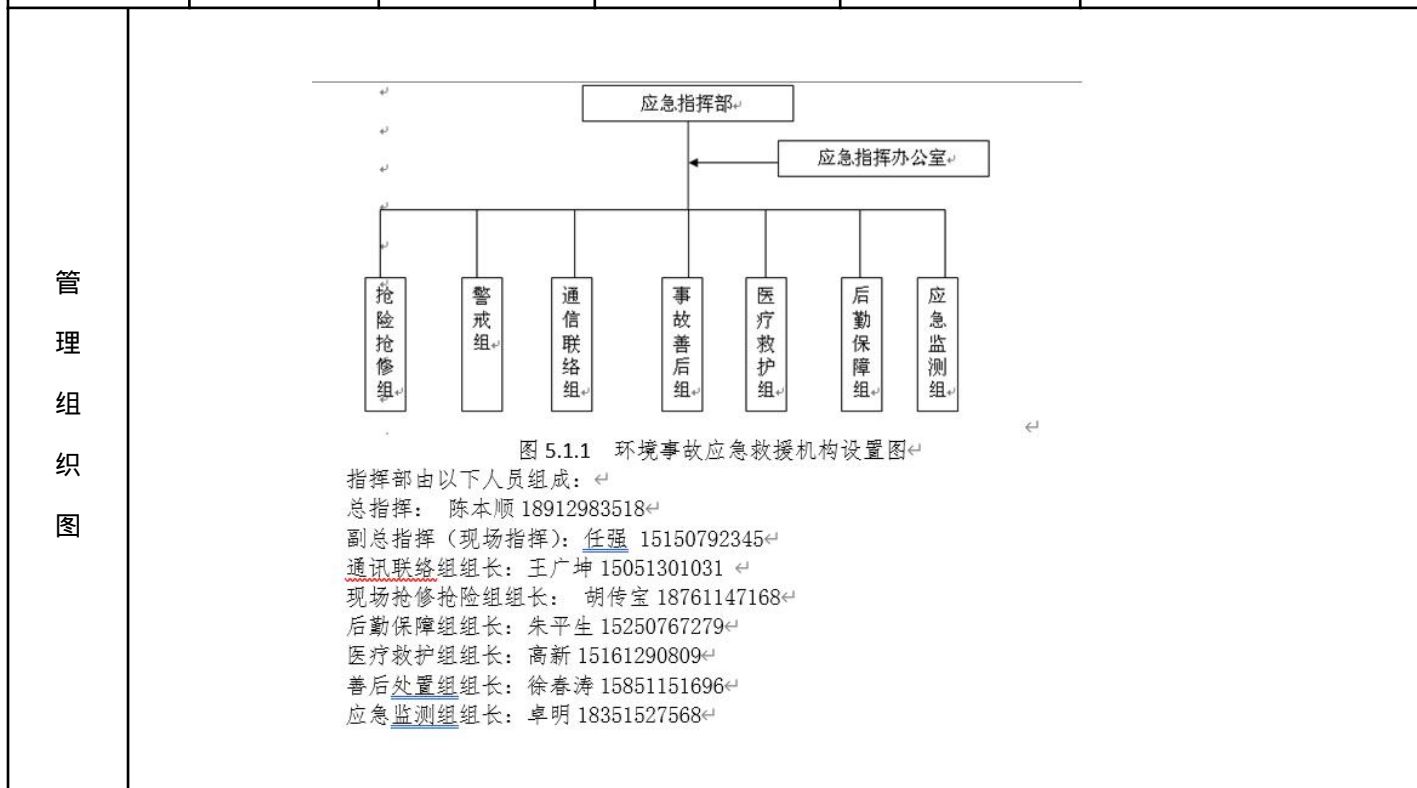 管理组织图
应急指挥部
应急指挥办公室
抢险抢修组
警戒组
通信联络组
事故善后组
医疗救护组
后勤保障组
应急监测组
图 5.1.1 环境事故应急救援机构设置图
指挥部由以下人员组成：
总指挥： 陈本顺 18912983518
副总指挥（现场指挥）：任强 15150792345
通讯联络组组长：王广坤 15051301031
现场抢修抢险组组长： 胡传宝 18761147168
后勤保障组组长：朱平生 15250767279
医疗救护组组长：高新 15161290809
善后处置组组长：徐春涛 15851151696
应急监测组组长：卓明 18351527568